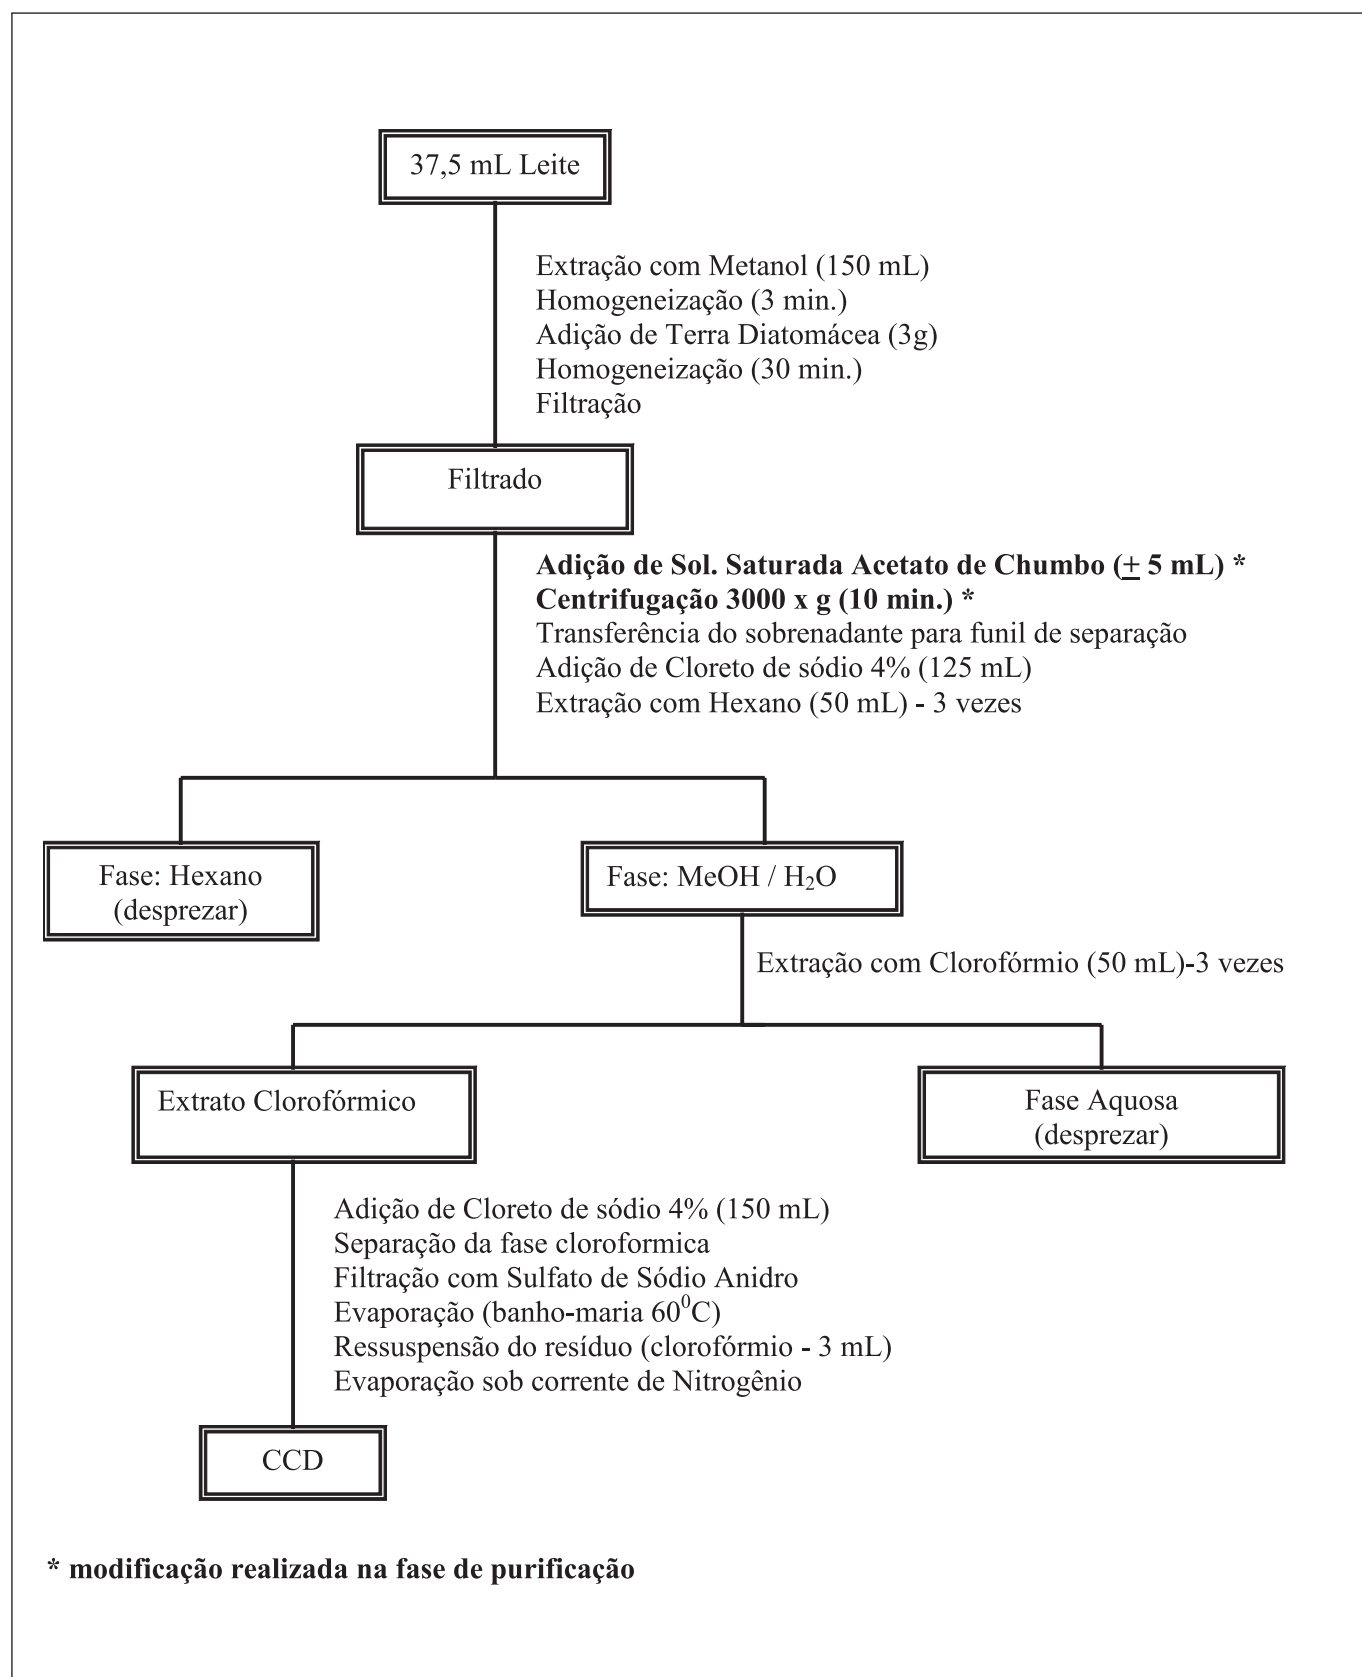 37,5 mL Leite
Extração com Metanol (150 mL)
Homogeneização (3 min.)
Adição de Terra Diatomácea (3g)
Homogeneização (30 min.)
Filtração
Filtrado
Adição de Sol. Saturada Acetato de Chumbo (± 5 mL) *
Centrifugação 3000 x g (10 min.) *
Transferência do sobrenadante para funil de separação
Adição de Cloreto de sódio 4% (125 mL)
Extração com Hexano (50 mL) - 3 vezes
Fase: Hexano
(desprezar)
Fase: MeOH / H₂O
Extração com Clorofórmio (50 mL)-3 vezes
Extrato Clorofórmico
Fase Aquosa
(desprezar)
Adição de Cloreto de sódio 4% (150 mL)
Separação da fase cloroformica
Filtração com Sulfato de Sódio Anidro
Evaporação (banho-maria 60⁰C)
Ressuspensão do resíduo (clorofórmio - 3 mL)
Evaporação sob corrente de Nitrogênio
CCD
* modificação realizada na fase de purificação